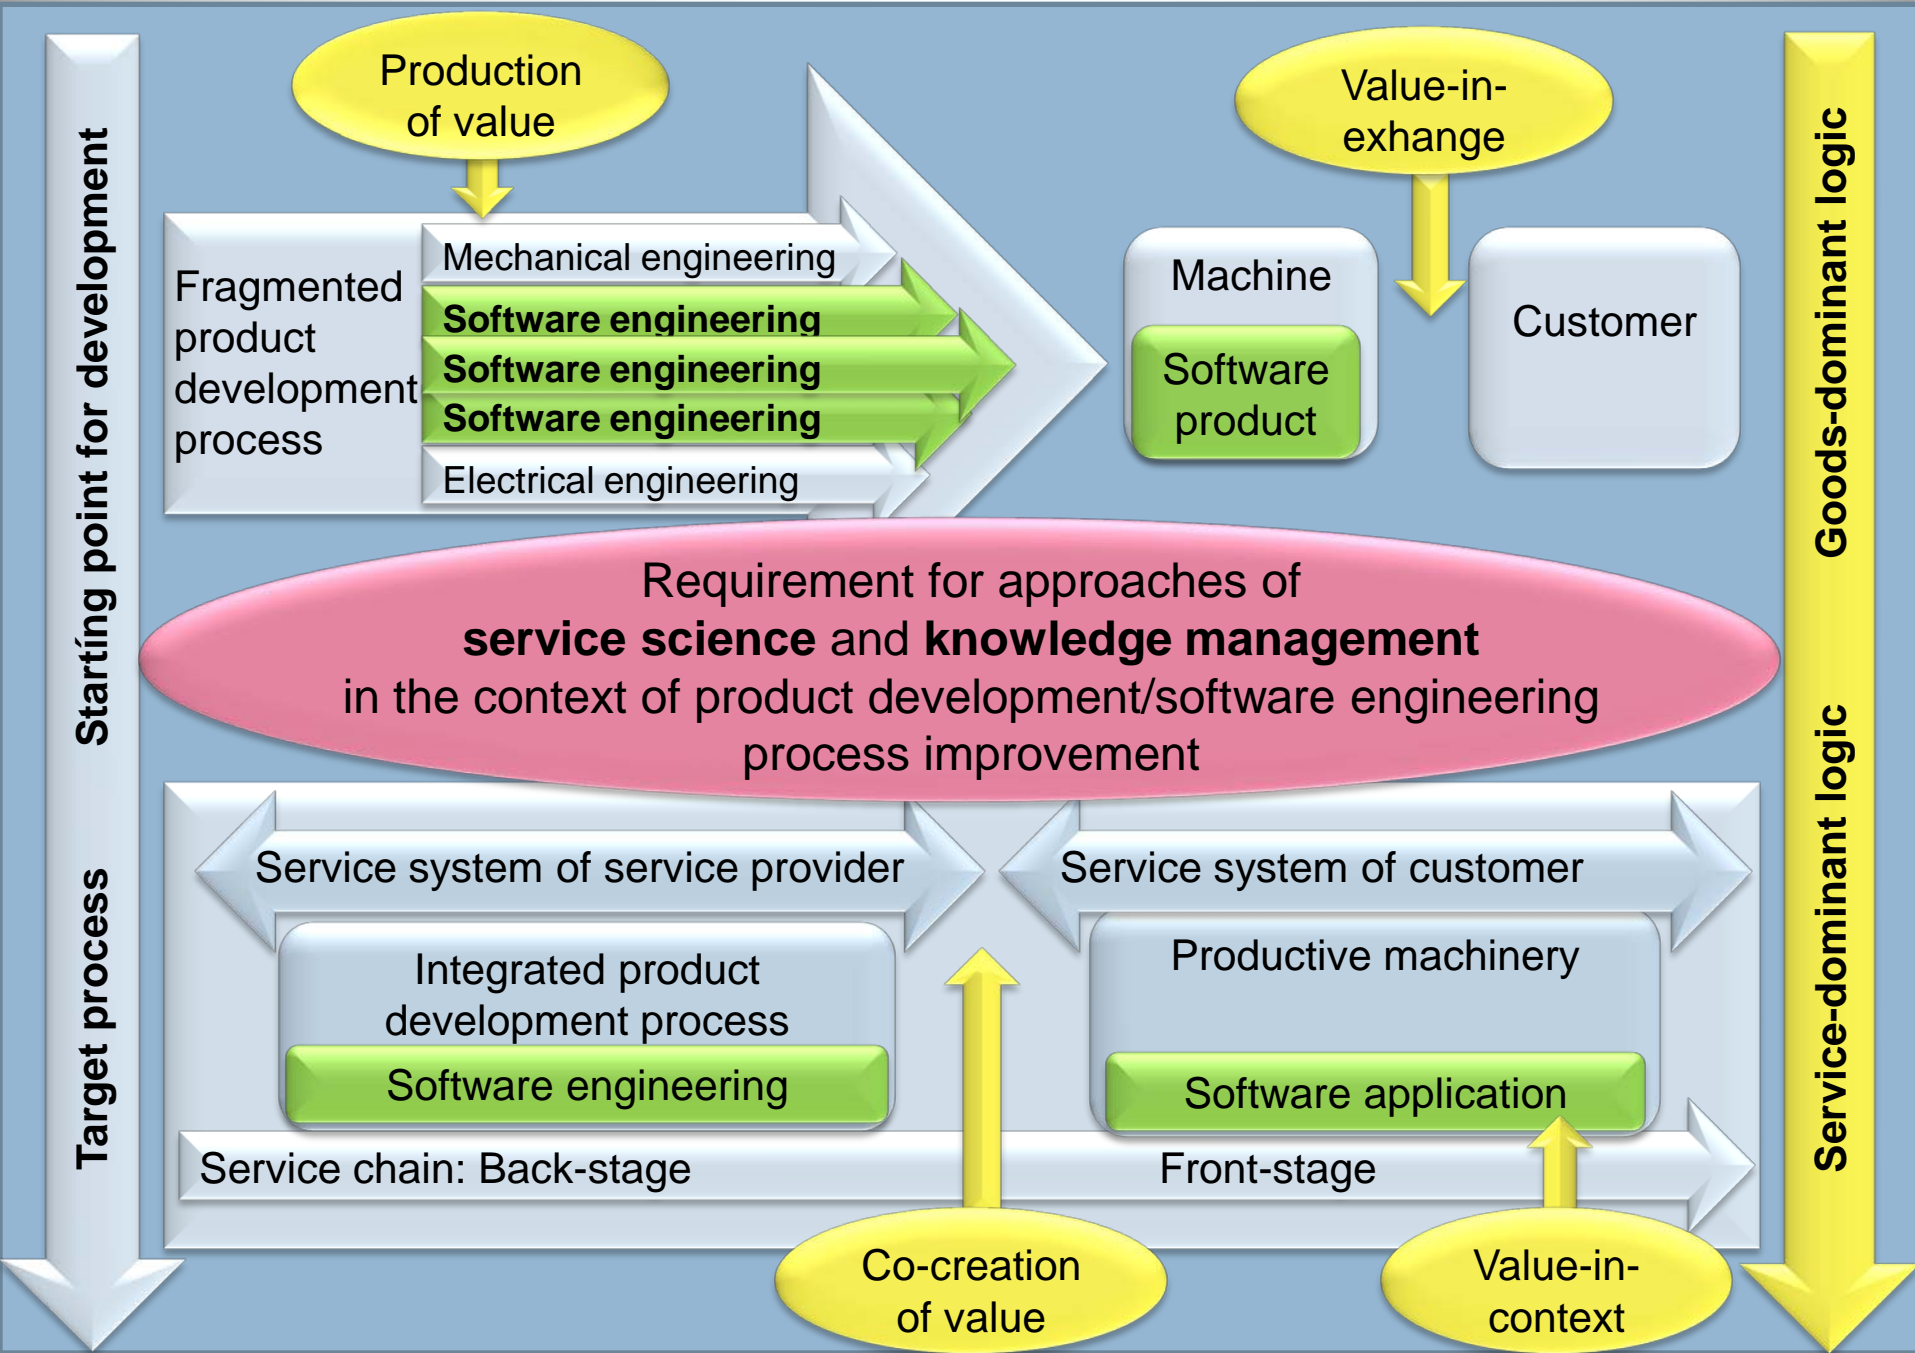 Startíng point for development
Target process
Production
of value
Fragmented
product
development
process
Mechanical engineering
Software engineering
Software engineering
Software engineering
Electrical engineering
Value-in-
exhange
Machine
Software
product
Customer
Goods-dominant logic
Service-dominant logic
Requirement for approaches of
service science and knowledge management
in the context of product development/software engineering
process improvement
Service system of service provider
Service system of customer
Integrated product
development process
Software engineering
Productive machinery
Software application
Service chain: Back-stage
Front-stage
Co-creation
of value
Value-in-
context